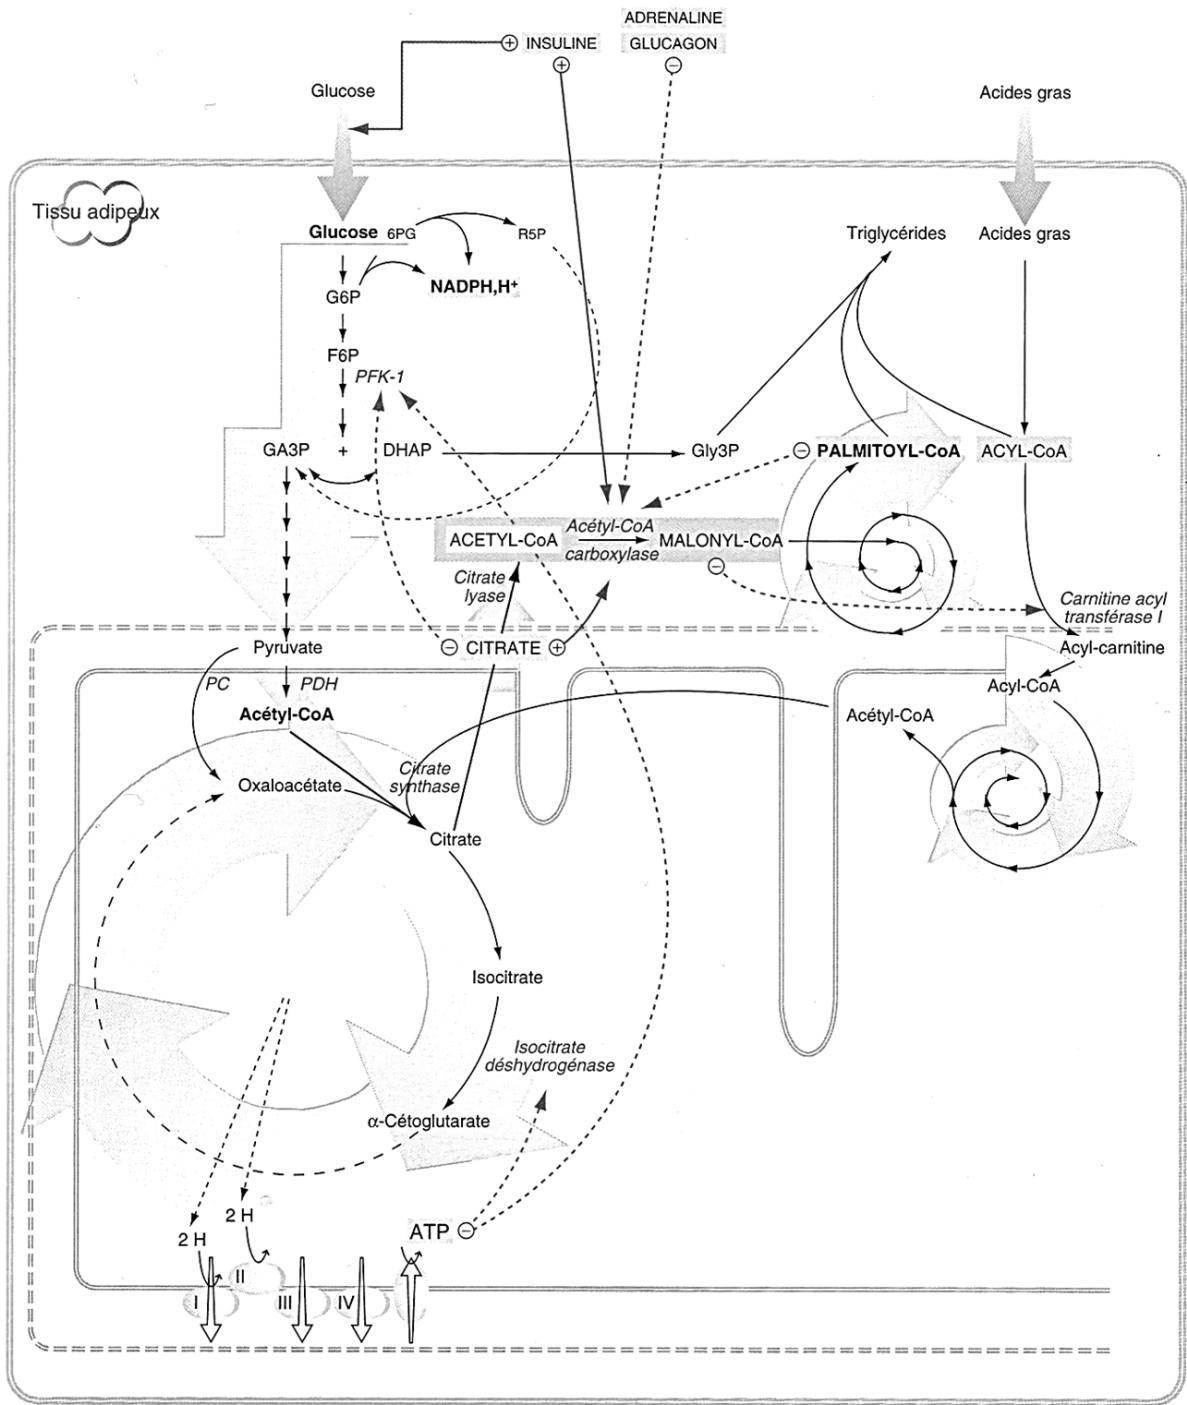 ADRENALINE
⊕ INSULINE GLUCAGON
⊕ ⊖
Glucose Acides gras
Tissu adipeux
Glucose 6PG R5P Triglycérides Acides gras
NADPH,H+
G6P
F6P
PFK-1
GA3P + DHAP Gly3P ⊖ PALMITOYL-CoA ACYL-CoA
Acétyl-CoA
ACETYL-CoA MALONYL-CoA
carboxylase
⊖
Citrate
lyase
Carnitine acyl
transférase I
Pyruvate ⊖ CITRATE ⊕ Acyl-carnitine
PC PDH Acyl-CoA
Acétyl-CoA Acétyl-CoA
Citrate
synthase
Oxaloacétate
Citrate
Isocitrate
Isocitrate
déshydrogénase
α-Cétoglutarate
2 H
2 H ATP ⊖
II
I III IV